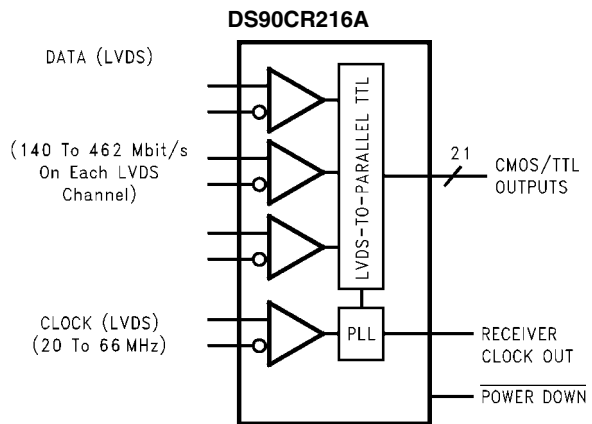 DS90CR216A
DATA (LVDS)
(140 To 462 Mbit/s
On Each LVDS
Channel)
LVDS-TO-PARALLEL TTL
21
CMOS/TTL
OUTPUTS
CLOCK (LVDS)
(20 To 66 MHz)
PLL
RECEIVER
CLOCK OUT
POWER DOWN